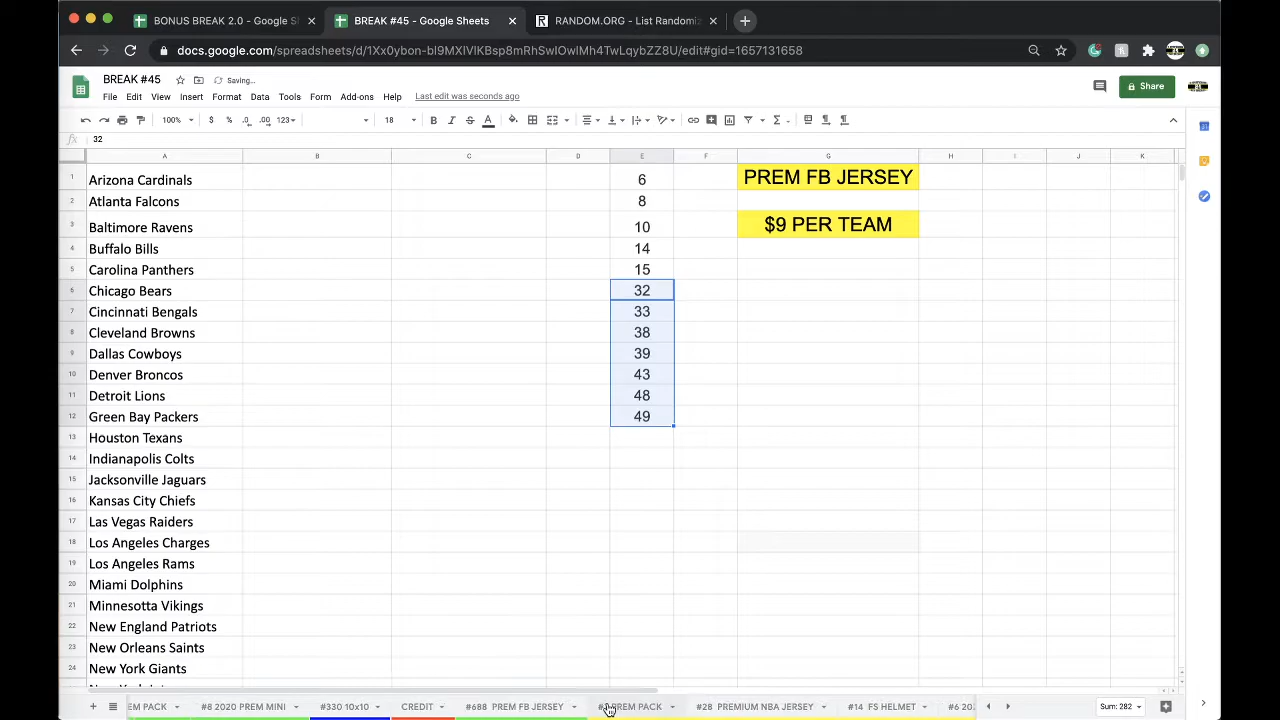 BONUS BREAK 2.0 - Google S
BREAK #45 - Google Sheets
RANDOM.ORG - List Randomi
docs.google.com/spreadsheets/d/1Xx0ybon-bI9MXIVIKBsp8mRhSwIOwIMh4TwLqybZZ8U/edit#gid=1657131658
BREAK #45
Saving...
File Edit View Insert Format Data Tools Form Add-ons Help Last edit was seconds ago
Share
100% $ % .0 .00 123 18 B I S A
fx 32
A B C D E F G H I J K
1 Arizona Cardinals 6 PREM FB JERSEY
2 Atlanta Falcons 8
3 Baltimore Ravens 10 $9 PER TEAM
4 Buffalo Bills 14
5 Carolina Panthers 15
6 Chicago Bears 32
7 Cincinnati Bengals 33
8 Cleveland Browns 38
9 Dallas Cowboys 39
10 Denver Broncos 43
11 Detroit Lions 48
12 Green Bay Packers 49
13 Houston Texans
14 Indianapolis Colts
15 Jacksonville Jaguars
16 Kansas City Chiefs
17 Las Vegas Raiders
18 Los Angeles Charges
19 Los Angeles Rams
20 Miami Dolphins
21 Minnesotta Vikings
22 New England Patriots
23 New Orleans Saints
24 New York Giants
EM PACK #8 2020 PREM MINI #330 10x10 CREDIT #688 PREM FB JERSEY PREM PACK #28 PREMIUM NBA JERSEY #14 FS HELMET #6 20 Sum: 282